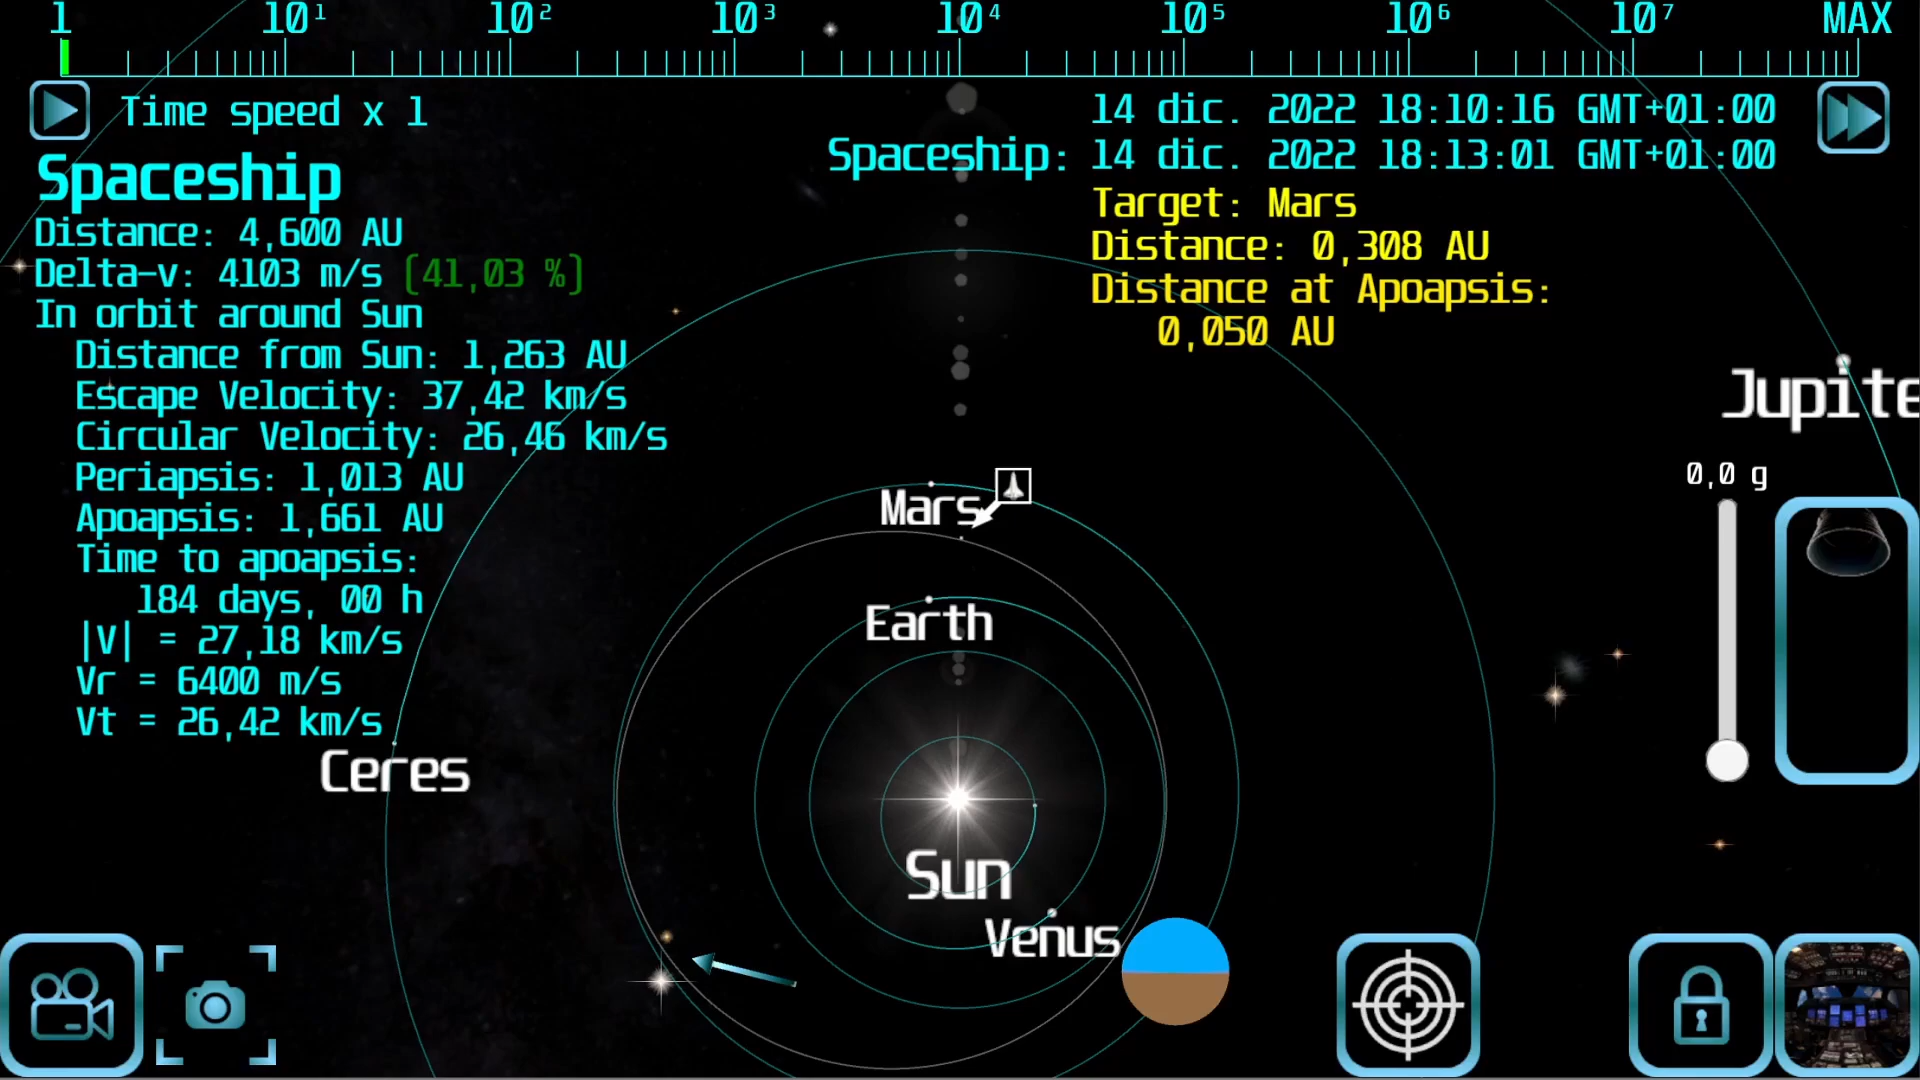 1 10¹ 10² 10³ 10⁴ 10⁵ 10⁶ 10⁷ MAX
Time speed x 1
14 dic. 2022 18:10:16 GMT+01:00
Spaceship: 14 dic. 2022 18:13:01 GMT+01:00
Target: Mars
Distance: 0,308 AU
Distance at Apoapsis:
0,050 AU
Spaceship
Distance: 4,600 AU
Delta-v: 4103 m/s (41,03 %)
In orbit around Sun
Distance from Sun: 1,263 AU
Escape Velocity: 37,42 km/s
Circular Velocity: 26,46 km/s
Periapsis: 1,013 AU
Apoapsis: 1,661 AU
Time to apoapsis:
184 days, 00 h
|V| = 27,18 km/s
Vr = 6400 m/s
Vt = 26,42 km/s
Jupite
0,0 g
Mars
Earth
Ceres
Sun
Venus